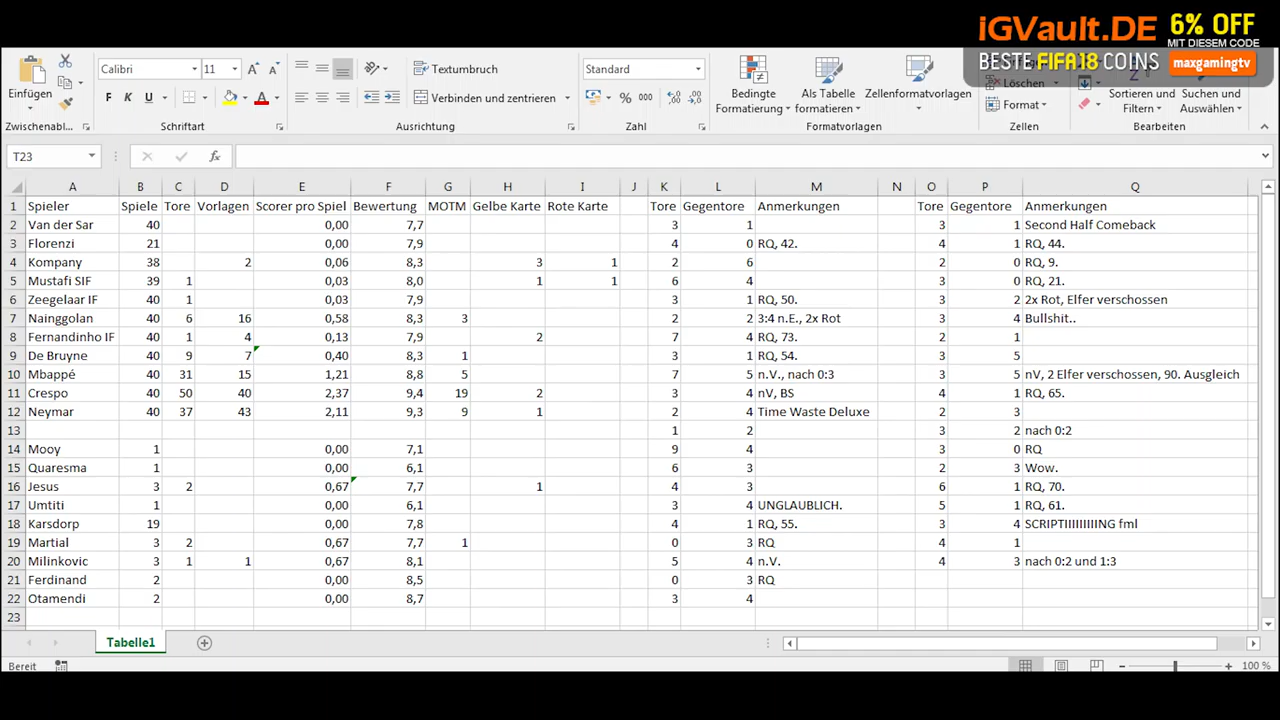 iGVault.DE 6% OFF
MIT DIESEM CODE
BESTE FIFA18 COINS maxgamingtv
Calibri 11 A A Textumbruch Standard
Einfügen F K U Verbinden und zentrieren % 000 Bedingte Formatierung Als Tabelle formatieren Zellenformatvorlagen Löschen Format Sortieren und Filtern Suchen und Auswählen
Zwischenabl... Schriftart Ausrichtung Zahl Formatvorlagen Zellen Bearbeiten
T23 fx
A B C D E F G H I J K L M N O P Q
1 Spieler Spiele Tore Vorlagen Scorer pro Spiel Bewertung MOTM Gelbe Karte Rote Karte Tore Gegentore Anmerkungen Tore Gegentore Anmerkungen
2 Van der Sar 40 0,00 7,7 3 1 3 1 Second Half Comeback
3 Florenzi 21 0,00 7,9 4 0 RQ, 42. 4 1 RQ, 44.
4 Kompany 38 2 0,06 8,3 3 1 2 6 2 0 RQ, 9.
5 Mustafi SIF 39 1 0,03 8,0 1 1 6 4 3 0 RQ, 21.
6 Zeegelaar IF 40 1 0,03 7,9 3 1 RQ, 50. 3 2 2x Rot, Elfer verschossen
7 Nainggolan 40 6 16 0,58 8,3 3 2 2 3:4 n.E., 2x Rot 3 4 Bullshit..
8 Fernandinho IF 40 1 4 0,13 7,9 2 7 4 RQ, 73. 2 1
9 De Bruyne 40 9 7 0,40 8,3 1 3 1 RQ, 54. 3 5
10 Mbappé 40 31 15 1,21 8,8 5 7 5 n.V., nach 0:3 3 5 nV, 2 Elfer verschossen, 90. Ausgleich
11 Crespo 40 50 40 2,37 9,4 19 2 3 4 nV, BS 4 1 RQ, 65.
12 Neymar 40 37 43 2,11 9,3 9 1 2 4 Time Waste Deluxe 2 3
13 1 2 3 2 nach 0:2
14 Mooy 1 0,00 7,1 9 4 3 0 RQ
15 Quaresma 1 0,00 6,1 6 3 2 3 Wow.
16 Jesus 3 2 0,67 7,7 1 4 3 6 1 RQ, 70.
17 Umtiti 1 0,00 6,1 3 4 UNGLAUBLICH. 5 1 RQ, 61.
18 Karsdorp 19 0,00 7,8 4 1 RQ, 55. 3 4 SCRIPTIIIIIIIIING fml
19 Martial 3 2 0,67 7,7 1 0 3 RQ 4 1
20 Milinkovic 3 1 1 0,67 8,1 5 4 n.V. 4 3 nach 0:2 und 1:3
21 Ferdinand 2 0,00 8,5 0 3 RQ
22 Otamendi 2 0,00 8,7 3 4
23
Tabelle1
Bereit 100 %